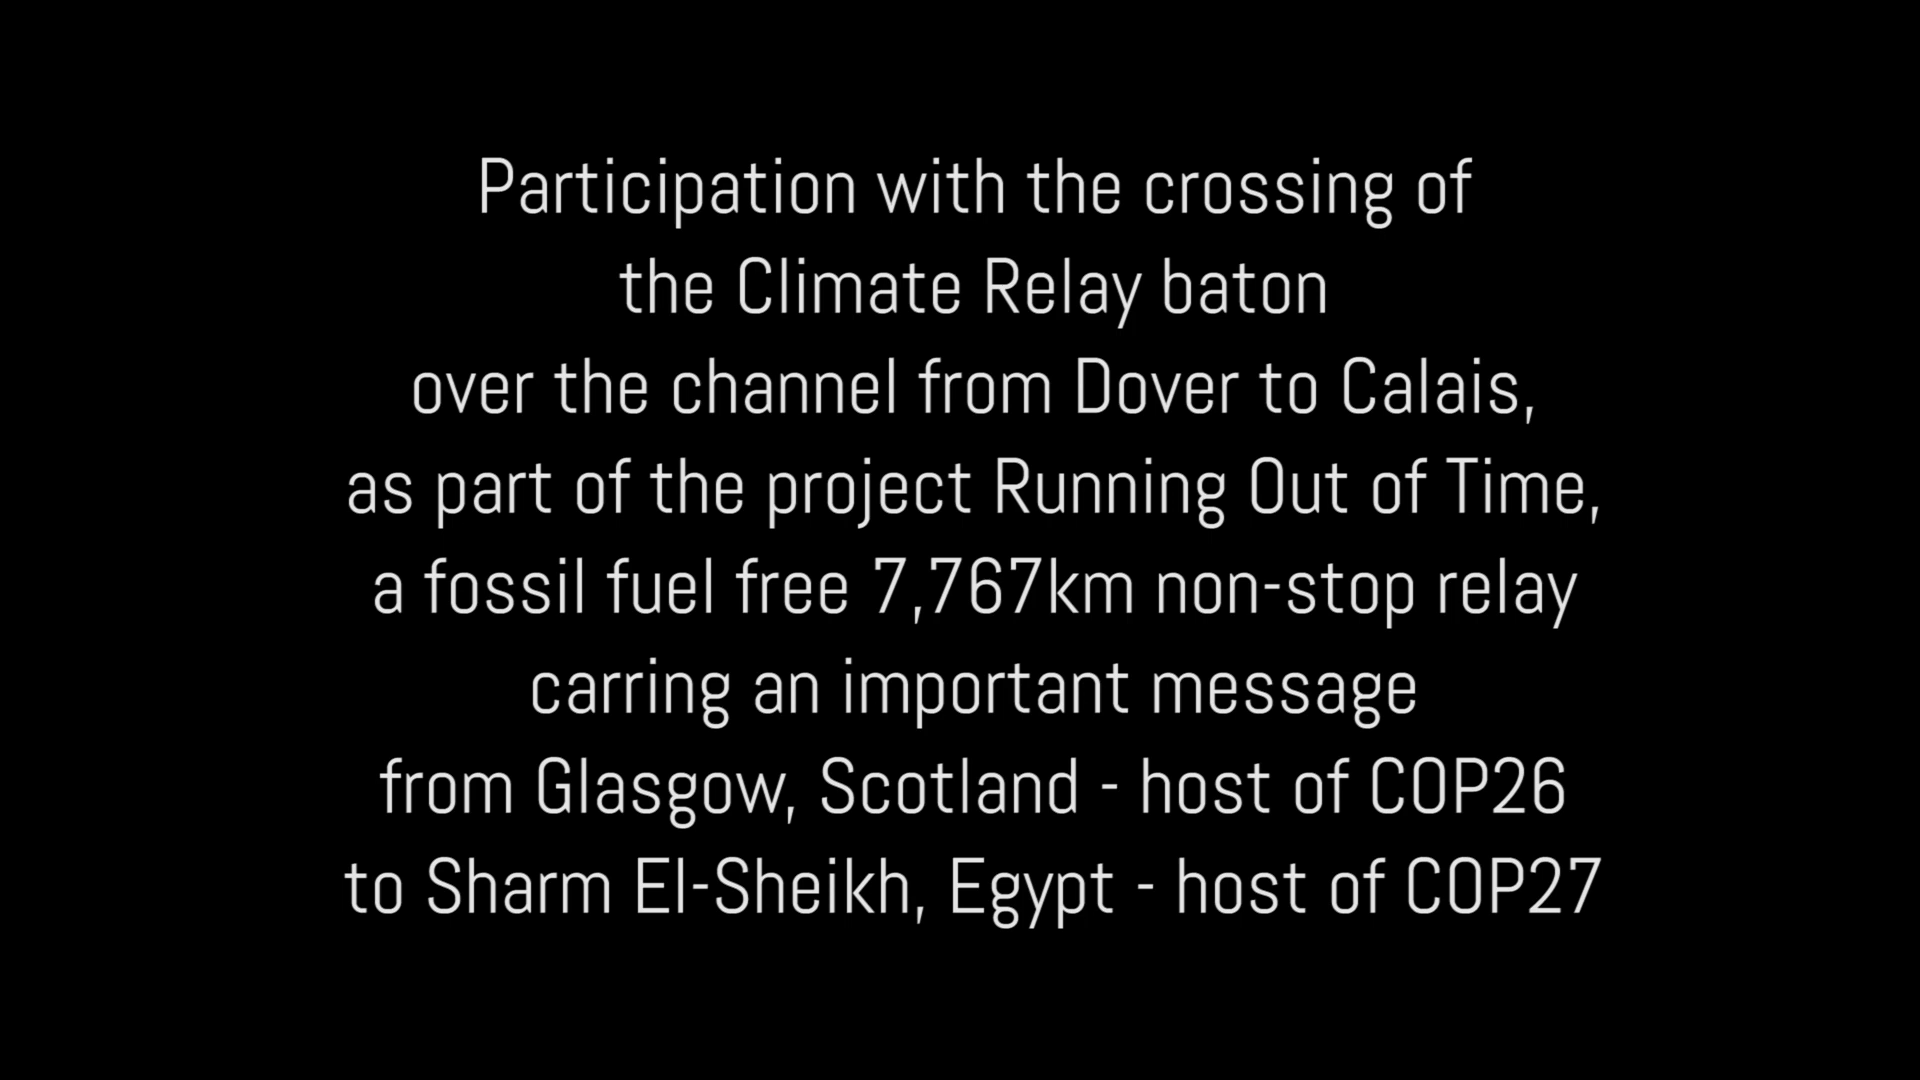 Participation with the crossing of
the Climate Relay baton
over the channel from Dover to Calais,
as part of the project Running Out of Time,
a fossil fuel free 7,767km non-stop relay
carring an important message
from Glasgow, Scotland - host of COP26
to Sharm El-Sheikh, Egypt - host of COP27